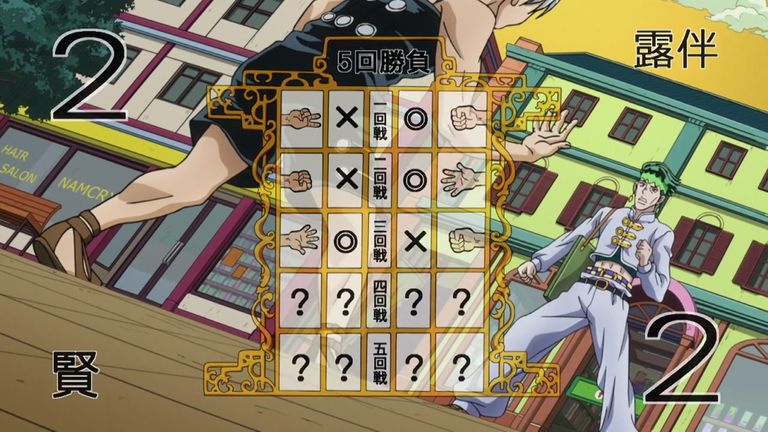 2
露伴
5回勝負
× 一回戦 ◎
× 二回戦 ◎
◎ 三回戦 ×
? ? 四回戦 ? ?
? ? 五回戦 ? ?
HAIR
SALON
NAMCRY
賢
2